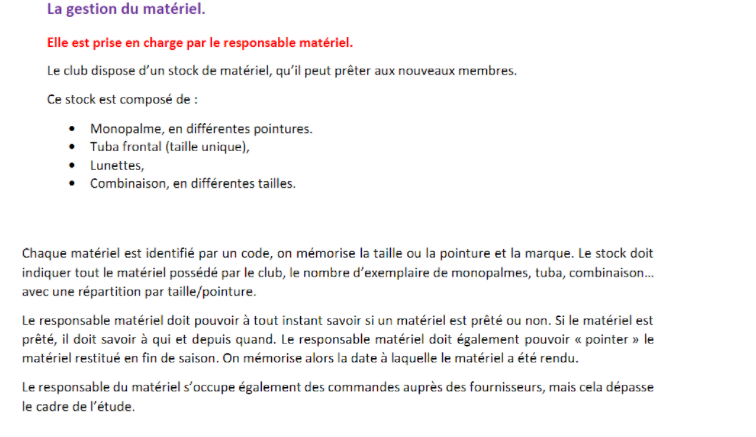 La gestion du matériel.
Elle est prise en charge par le responsable matériel.
Le club dispose d'un stock de matériel, qu'il peut prêter aux nouveaux membres.
Ce stock est composé de :
• Monopalme, en différentes pointures.
• Tuba frontal (taille unique),
• Lunettes,
• Combinaison, en différentes tailles.
Chaque matériel est identifié par un code, on mémorise la taille ou la pointure et la marque. Le stock doit
indiquer tout le matériel possédé par le club, le nombre d'exemplaire de monopalmes, tuba, combinaison…
avec une répartition par taille/pointure.
Le responsable matériel doit pouvoir à tout instant savoir si un matériel est prêté ou non. Si le matériel est
prêté, il doit savoir à qui et depuis quand. Le responsable matériel doit également pouvoir « pointer » le
matériel restitué en fin de saison. On mémorise alors la date à laquelle le matériel a été rendu.
Le responsable du matériel s'occupe également des commandes auprès des fournisseurs, mais cela dépasse
le cadre de l'étude.